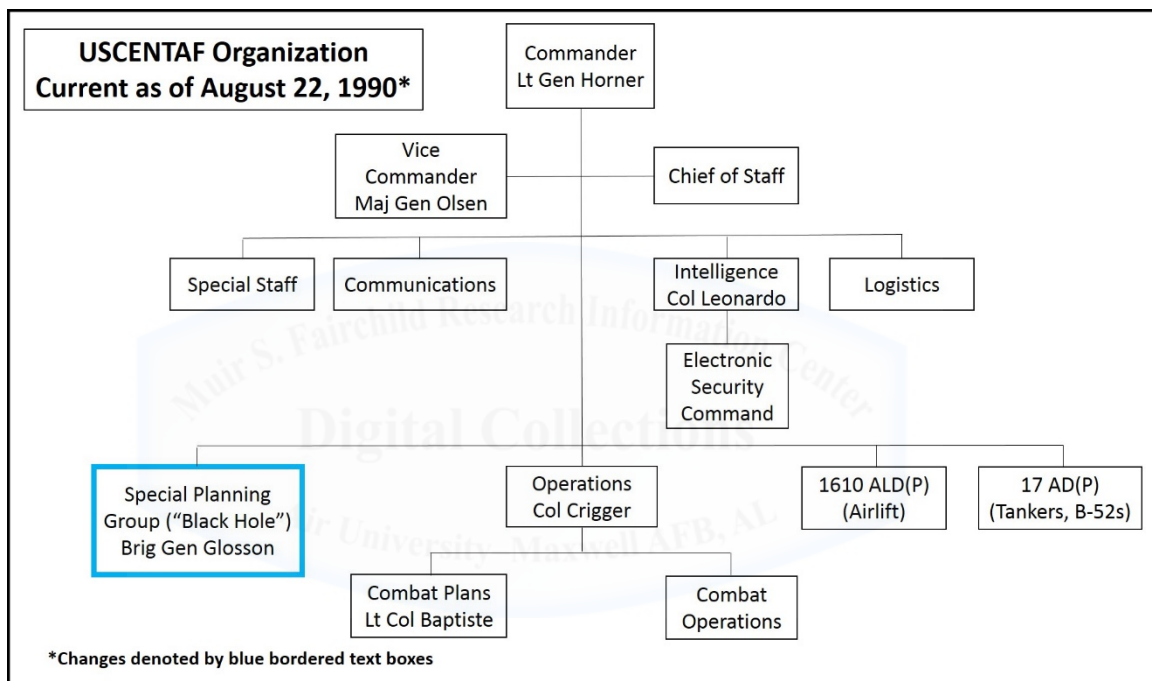 USCENTAF Organization
Current as of August 22, 1990*
Commander
Lt Gen Horner
Vice
Commander
Maj Gen Olsen
Chief of Staff
Special Staff
Communications
Intelligence
Col Leonardo
Logistics
Electronic
Security
Command
Muir S. Fairchild Research Information Center
Digital Collections
Air University -Maxwell AFB, AL
Special Planning
Group (“Black Hole”)
Brig Gen Glosson
Operations
Col Crigger
1610 ALD(P)
(Airlift)
17 AD(P)
(Tankers, B-52s)
Combat Plans
Lt Col Baptiste
Combat
Operations
*Changes denoted by blue bordered text boxes